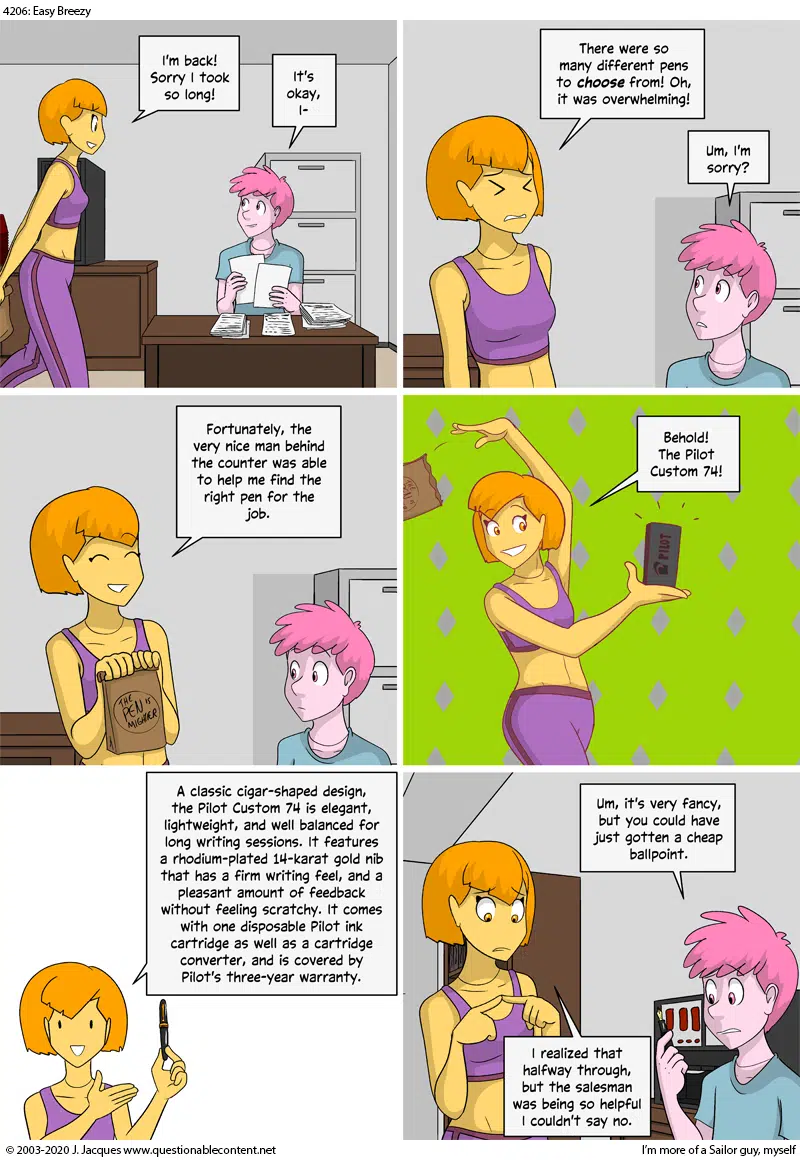 4206: Easy Breezy
I'm back!
Sorry I took
so long!
It's
okay,
I-
There were so
many different pens
to choose from! Oh,
it was overwhelming!
Um, I'm
sorry?
Fortunately, the
very nice man behind
the counter was able
to help me find the
right pen for the
job.
THE
PEN IS
MIGHTIER
Behold!
The Pilot
Custom 74!
PILOT
A classic cigar-shaped design,
the Pilot Custom 74 is elegant,
lightweight, and well balanced for
long writing sessions. It features
a rhodium-plated 14-karat gold nib
that has a firm writing feel, and a
pleasant amount of feedback
without feeling scratchy. It comes
with one disposable Pilot ink
cartridge as well as a cartridge
converter, and is covered by
Pilot's three-year warranty.
Um, it's very fancy,
but you could have
just gotten a cheap
ballpoint.
I realized that
halfway through,
but the salesman
was being so helpful
I couldn't say no.
© 2003-2020 J. Jacques www.questionablecontent.net
I'm more of a Sailor guy, myself